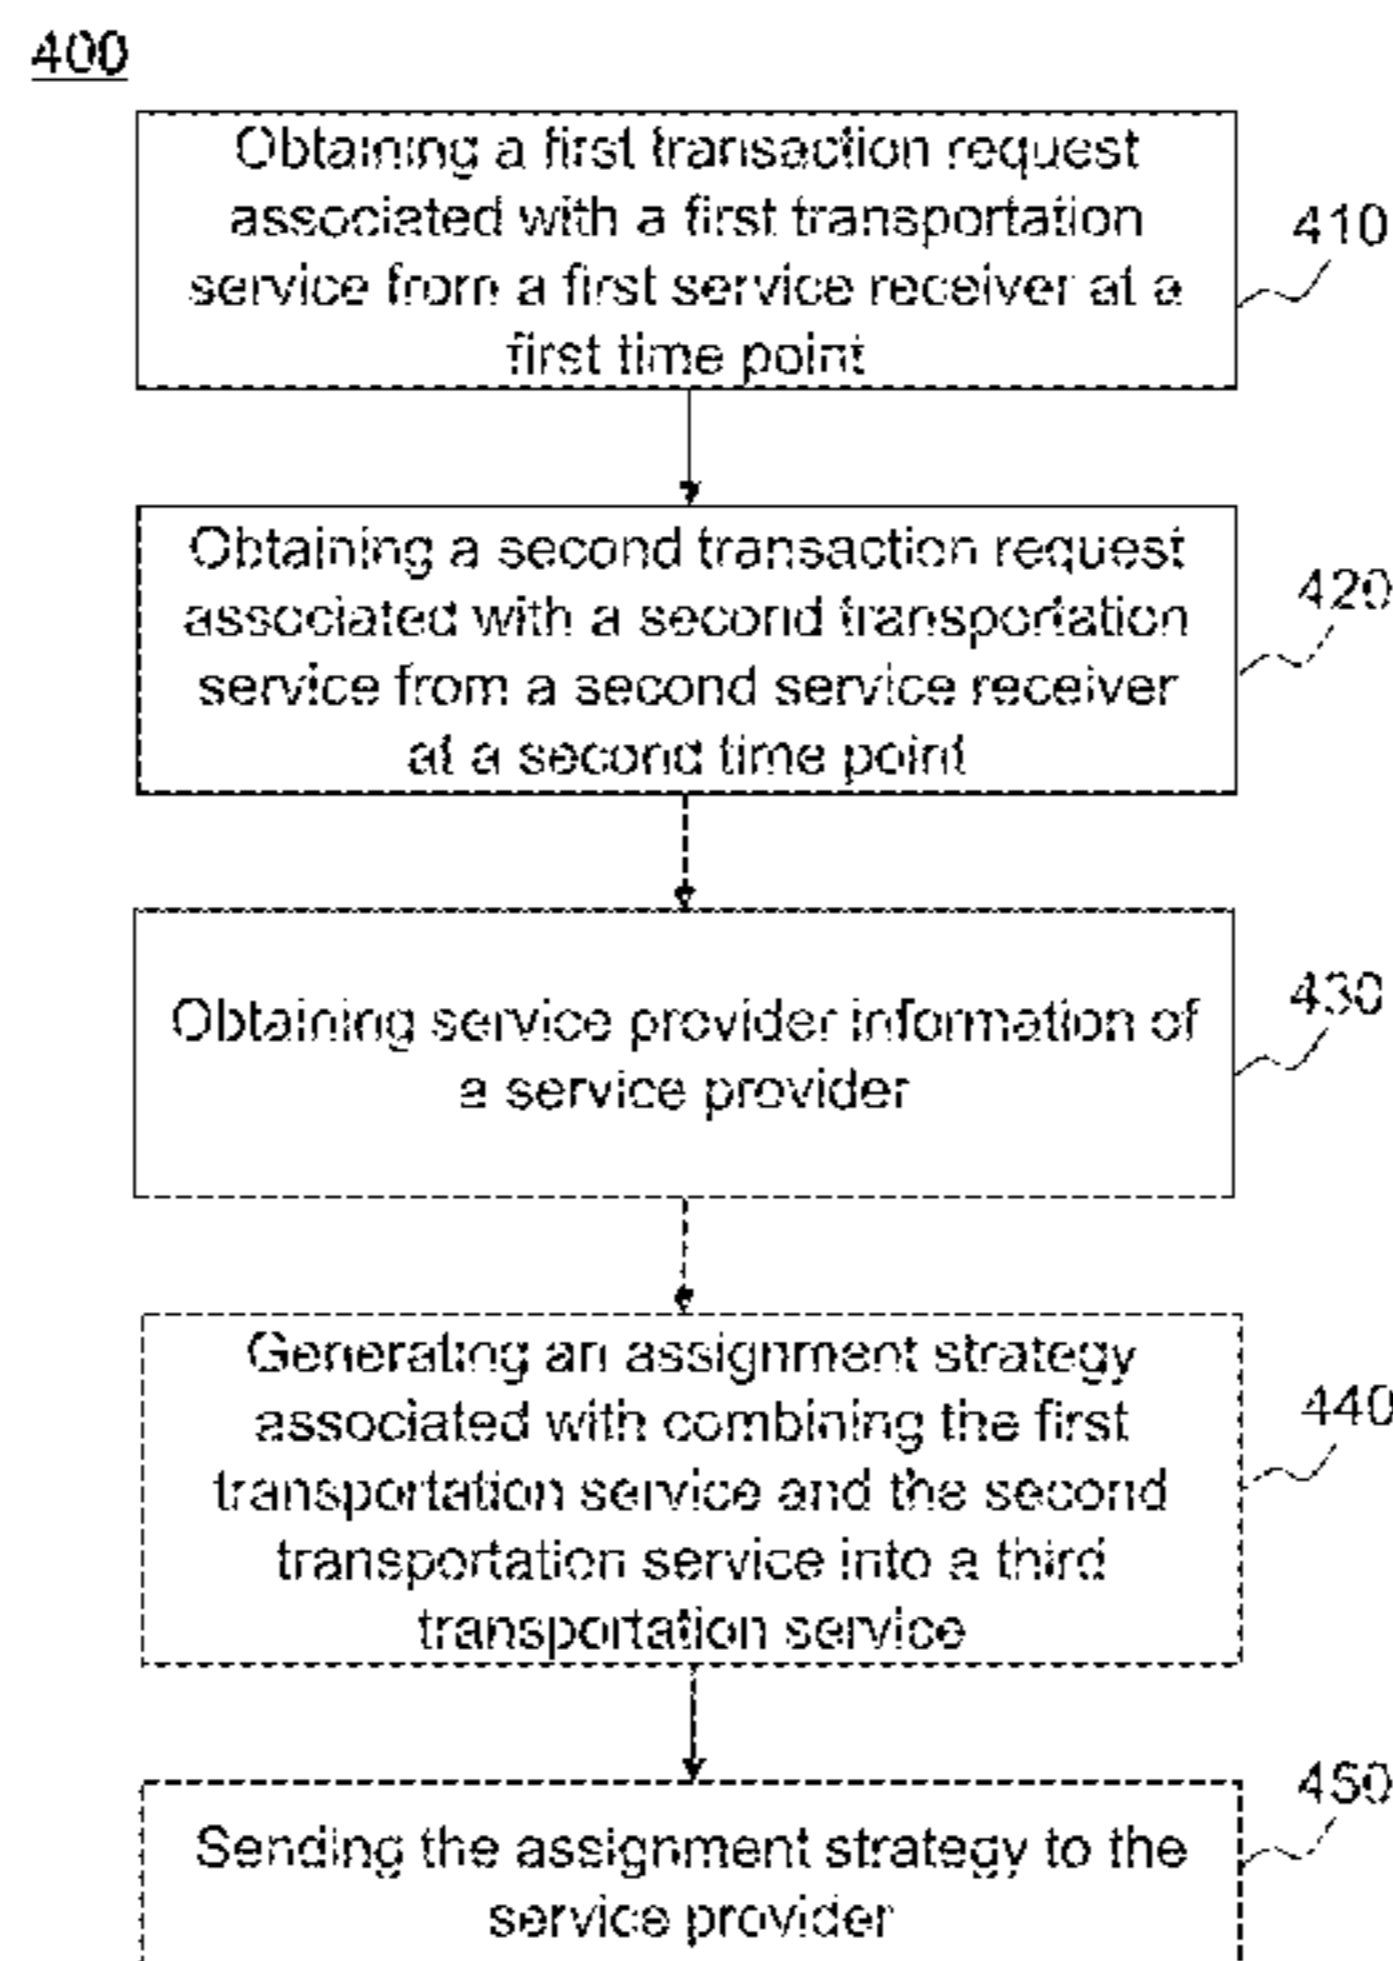 400
Obtaining a first transaction request
associated with a first transportation
service from a first service receiver at a
first time point
410
Obtaining a second transaction request
associated with a second transportation
service from a second service receiver
at a second time point
420
Obtaining service provider information of
a service provider
430
Generating an assignment strategy
associated with combining the first
transportation service and the second
transportation service into a third
transportation service
440
Sending the assignment strategy to the
service provider
450